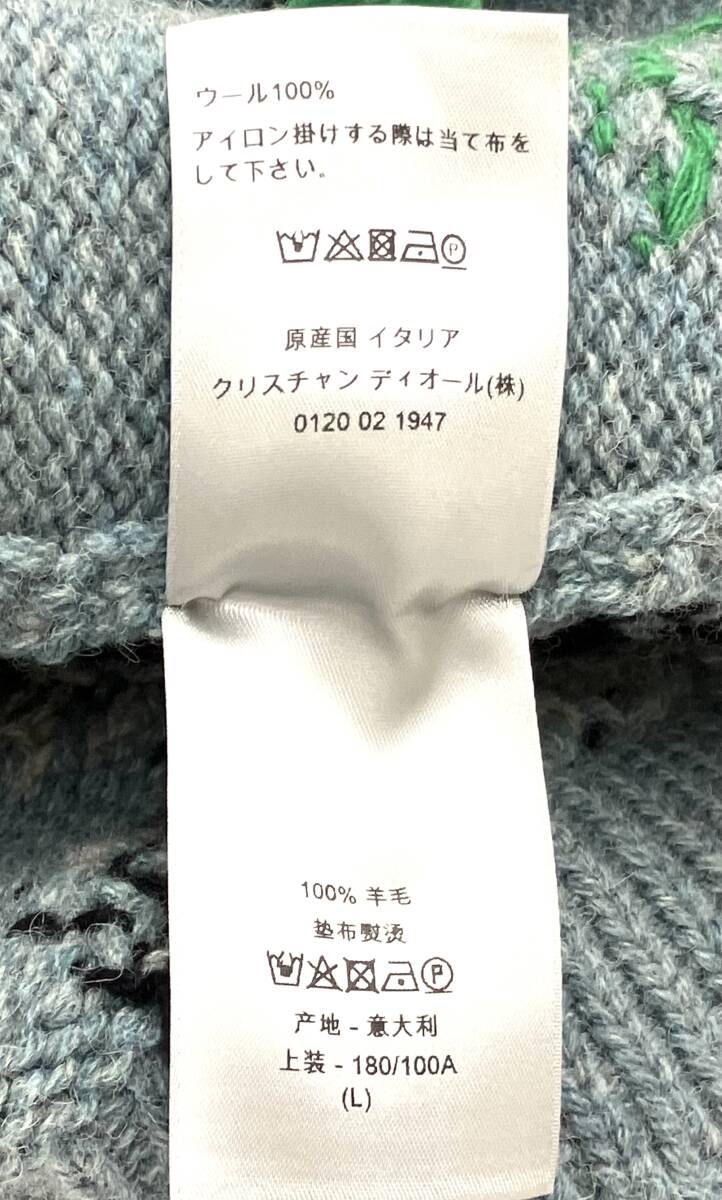 ウール100%
アイロン掛けする際は当て布を
して下さい。
P
原産国 イタリア
クリスチャン ディオール(株)
0120 02 1947
100% 羊毛
垫布熨烫
P
产地 - 意大利
上装 - 180/100A
(L)